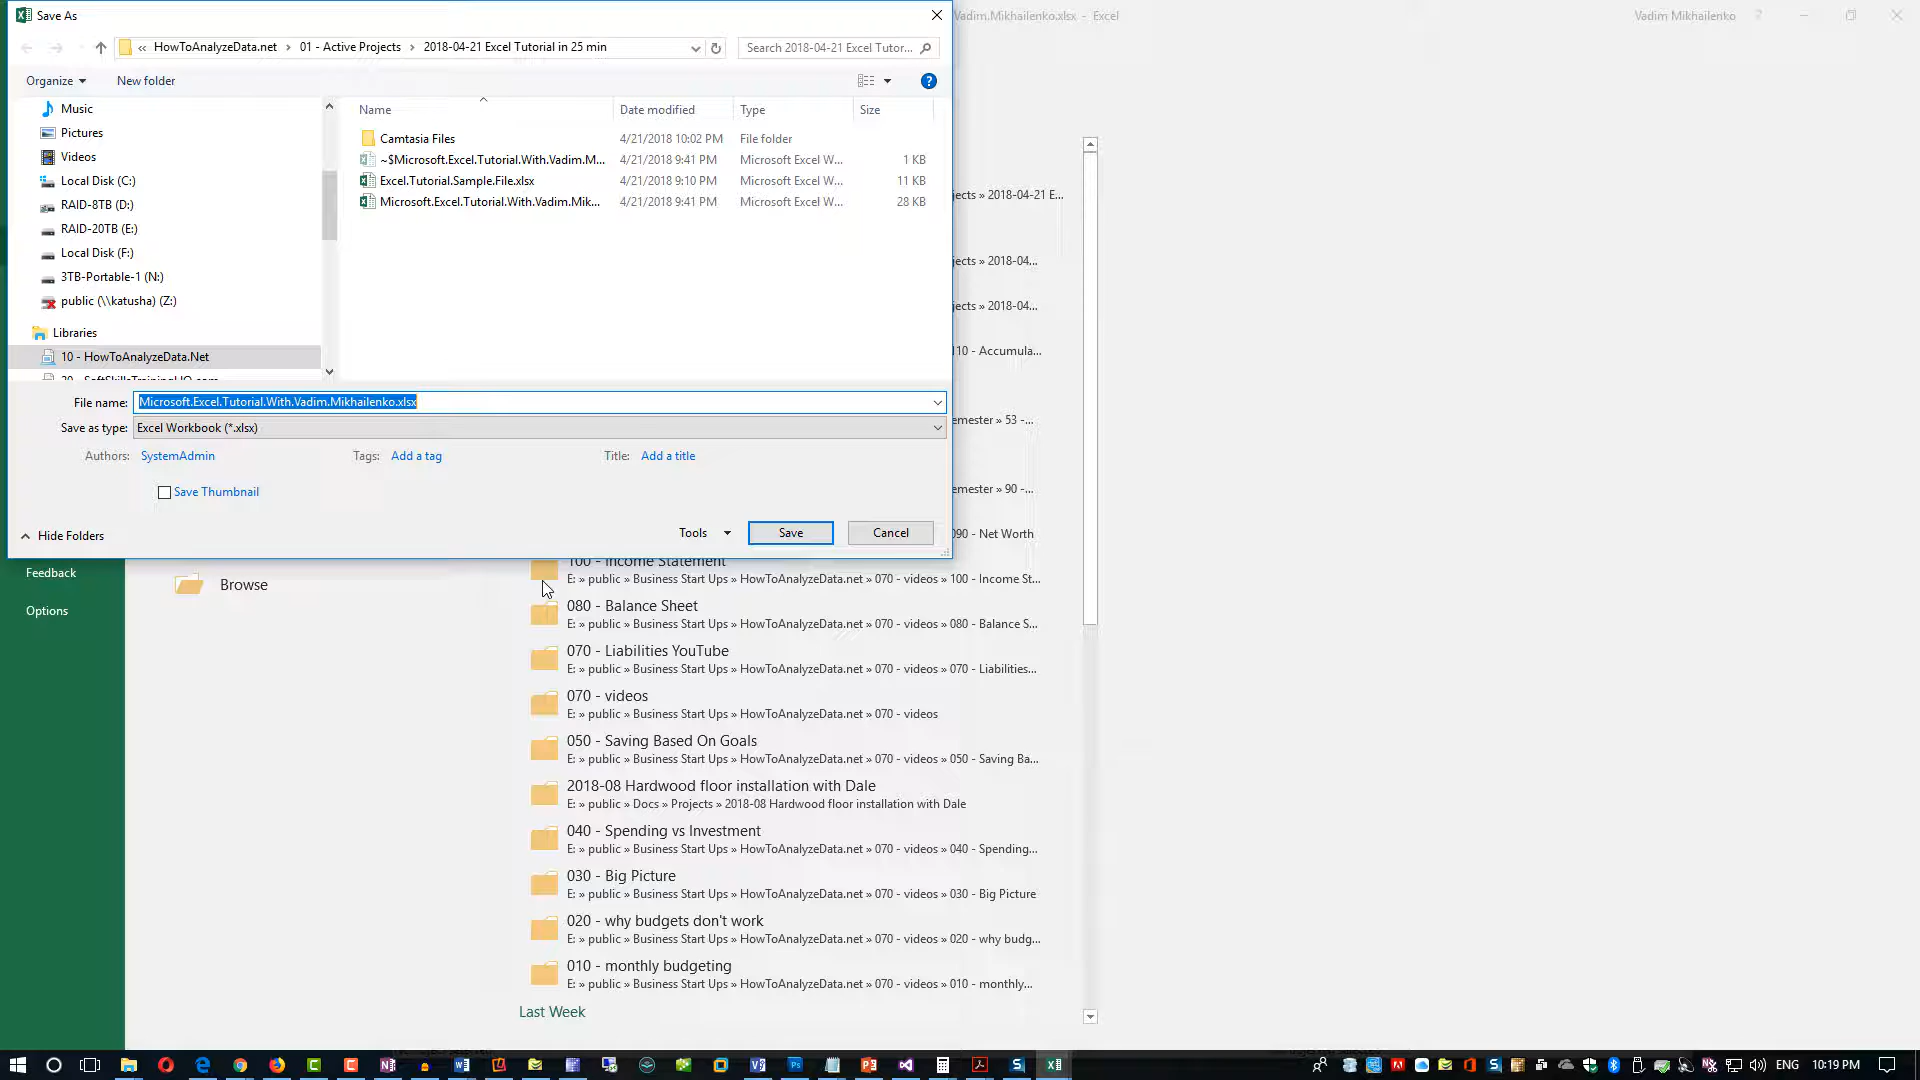 Save As
Vadim.Mikhailenko.xlsx - Excel
Vadim Mikhailenko
?
« HowToAnalyzeData.net › 01 - Active Projects › 2018-04-21 Excel Tutorial in 25 min
Search 2018-04-21 Excel Tutor...
Organize
New folder
?
Music
Pictures
Videos
Local Disk (C:)
RAID-8TB (D:)
RAID-20TB (E:)
Local Disk (F:)
3TB-Portable-1 (N:)
public (\\katusha) (Z:)
Libraries
10 - HowToAnalyzeData.Net
Name Date modified Type Size
Camtasia Files 4/21/2018 10:02 PM File folder
~$Microsoft.Excel.Tutorial.With.Vadim.M... 4/21/2018 9:41 PM Microsoft Excel W... 1 KB
Excel.Tutorial.Sample.File.xlsx 4/21/2018 9:10 PM Microsoft Excel W... 11 KB
Microsoft.Excel.Tutorial.With.Vadim.Mik... 4/21/2018 9:41 PM Microsoft Excel W... 28 KB
File name: Microsoft.Excel.Tutorial.With.Vadim.Mikhailenko.xlsx
Save as type: Excel Workbook (*.xlsx)
Authors: SystemAdmin
Tags: Add a tag
Title: Add a title
Save Thumbnail
Hide Folders
Tools
Save
Cancel
jects » 2018-04-21 E...
jects » 2018-04...
jects » 2018-04...
110 - Accumula...
emester » 53 -...
emester » 90 -...
090 - Net Worth
Feedback
Options
Browse
100 - Income Statement
E: » public » Business Start Ups » HowToAnalyzeData.net » 070 - videos » 100 - Income St...
080 - Balance Sheet
E: » public » Business Start Ups » HowToAnalyzeData.net » 070 - videos » 080 - Balance S...
070 - Liabilities YouTube
E: » public » Business Start Ups » HowToAnalyzeData.net » 070 - videos » 070 - Liabilities...
070 - videos
E: » public » Business Start Ups » HowToAnalyzeData.net » 070 - videos
050 - Saving Based On Goals
E: » public » Business Start Ups » HowToAnalyzeData.net » 070 - videos » 050 - Saving Ba...
2018-08 Hardwood floor installation with Dale
E: » public » Docs » Projects » 2018-08 Hardwood floor installation with Dale
040 - Spending vs Investment
E: » public » Business Start Ups » HowToAnalyzeData.net » 070 - videos » 040 - Spending...
030 - Big Picture
E: » public » Business Start Ups » HowToAnalyzeData.net » 070 - videos » 030 - Big Picture
020 - why budgets don't work
E: » public » Business Start Ups » HowToAnalyzeData.net » 070 - videos » 020 - why budg...
010 - monthly budgeting
E: » public » Business Start Ups » HowToAnalyzeData.net » 070 - videos » 010 - monthly...
Last Week
ENG
10:19 PM